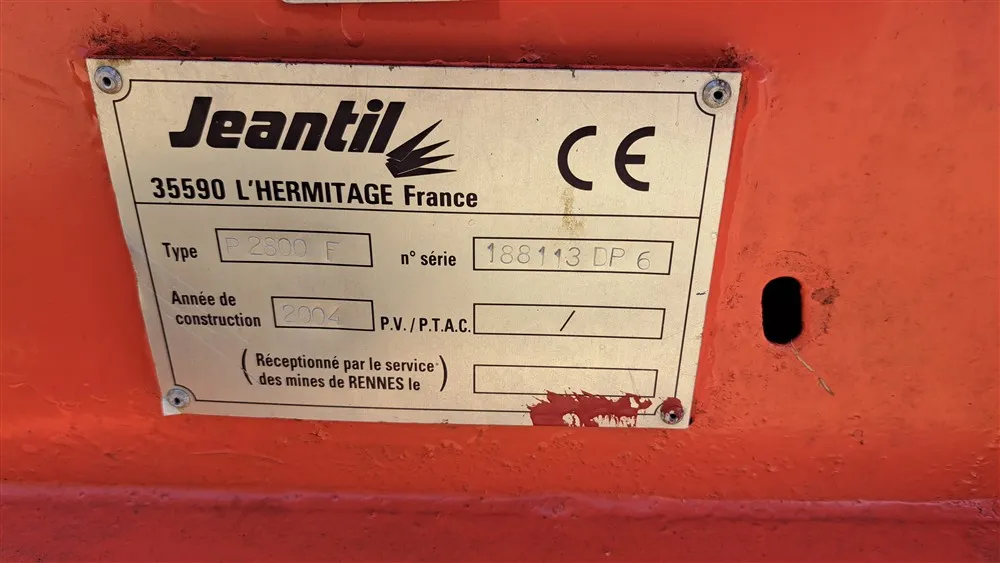 Jeantil
CE
35590 L'HERMITAGE France
Type P 2800 F n° série 188113 DP 6
Année de
construction 2004 P.V. / P.T.A.C. /
( Réceptionné par le service
des mines de RENNES le )